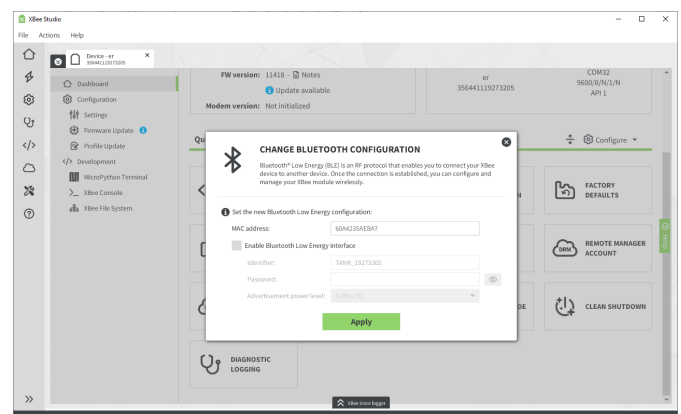 XBee Studio
File Actions Help
Device - er
356441119273205
Dashboard
Configuration
Settings
Firmware Update
Profile Update
</> Development
MicroPython Terminal
XBee Console
XBee File System
FW version: 11418 - Notes
Update available
Modem version: Not initialized
er
356441119273205
COM32
9600/8/N/1/N
API 1
Qu
Configure
CHANGE BLUETOOTH CONFIGURATION
Bluetooth® Low Energy (BLE) is an RF protocol that enables you to connect your XBee
device to another device. Once the connection is established, you can configure and
manage your XBee module wirelessly.
Set the new Bluetooth Low Energy configuration:
MAC address: 60A4235AEBA7
Enable Bluetooth Low Energy interface
Identifier: TANK_19273205
Password:
Advertisement power level:
Apply
N
FACTORY
DEFAULTS
DRM
REMOTE MANAGER
ACCOUNT
DE
CLEAN SHUTDOWN
DIAGNOSTIC
LOGGING
Help
XBee trace logger